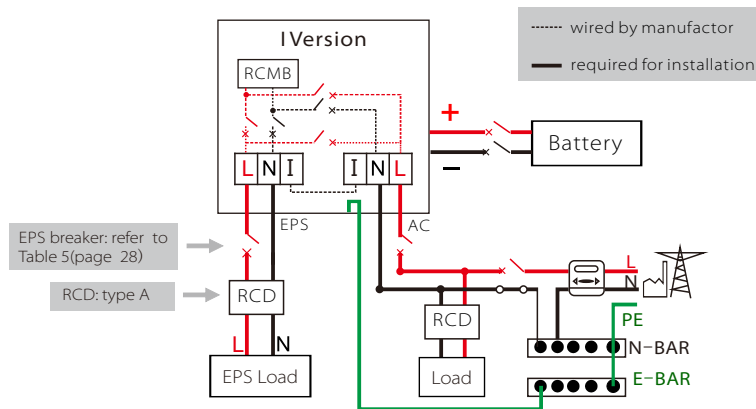 I Version
wired by manufactor
required for installation
RCMB
+
−
Battery
L N I
I N L
EPS
AC
EPS breaker: refer to
Table 5(page 28)
RCD: type A
RCD
L N
EPS Load
RCD
Load
L
N
PE
N-BAR
E-BAR